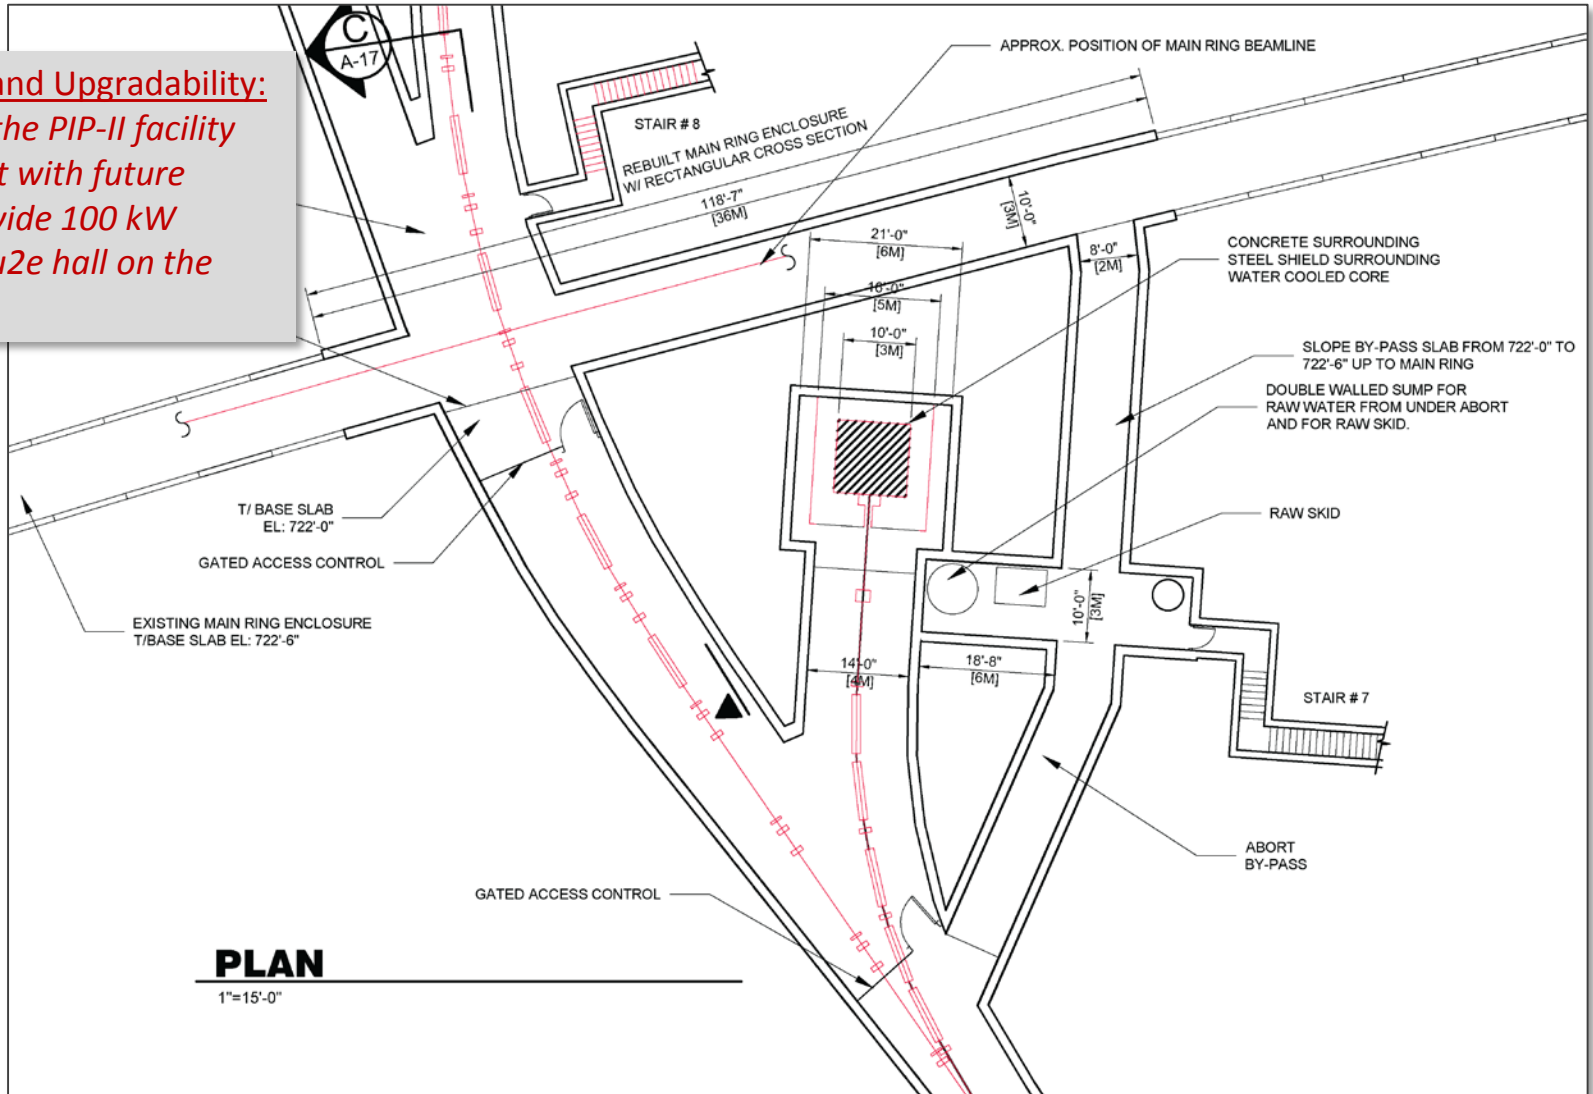 C
A-17
and Upgradability:
the PIP-II facility
t with future
vide 100 kW
u2e hall on the
APPROX. POSITION OF MAIN RING BEAMLINE
STAIR # 8
REBUILT MAIN RING ENCLOSURE
W/ RECTANGULAR CROSS SECTION
118'-7"
[36M]
10'-0"
[3M]
21'-0"
[6M]
8'-0"
[2M]
CONCRETE SURROUNDING
STEEL SHIELD SURROUNDING
WATER COOLED CORE
16'-0"
[5M]
10'-0"
[3M]
SLOPE BY-PASS SLAB FROM 722'-0" TO
722'-6" UP TO MAIN RING
DOUBLE WALLED SUMP FOR
RAW WATER FROM UNDER ABORT
AND FOR RAW SKID.
T/ BASE SLAB
EL: 722'-0"
RAW SKID
GATED ACCESS CONTROL
10'-0"
[3M]
EXISTING MAIN RING ENCLOSURE
T/BASE SLAB EL: 722'-6"
14'-0"
[4M]
18'-8"
[6M]
STAIR # 7
ABORT
BY-PASS
GATED ACCESS CONTROL
PLAN
1"=15'-0"